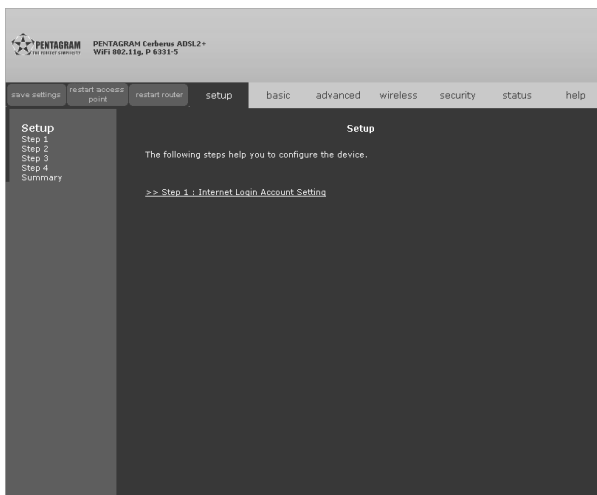 PENTAGRAM
THE PERFECT SIMPLICITY
PENTAGRAM Cerberus ADSL2+
WiFi 802.11g, P 6331-5
save settings
restart access
point
restart router
setup
basic
advanced
wireless
security
status
help
Setup
Step 1
Step 2
Step 3
Step 4
Summary
Setup
The following steps help you to configure the device.
>> Step 1 : Internet Login Account Setting